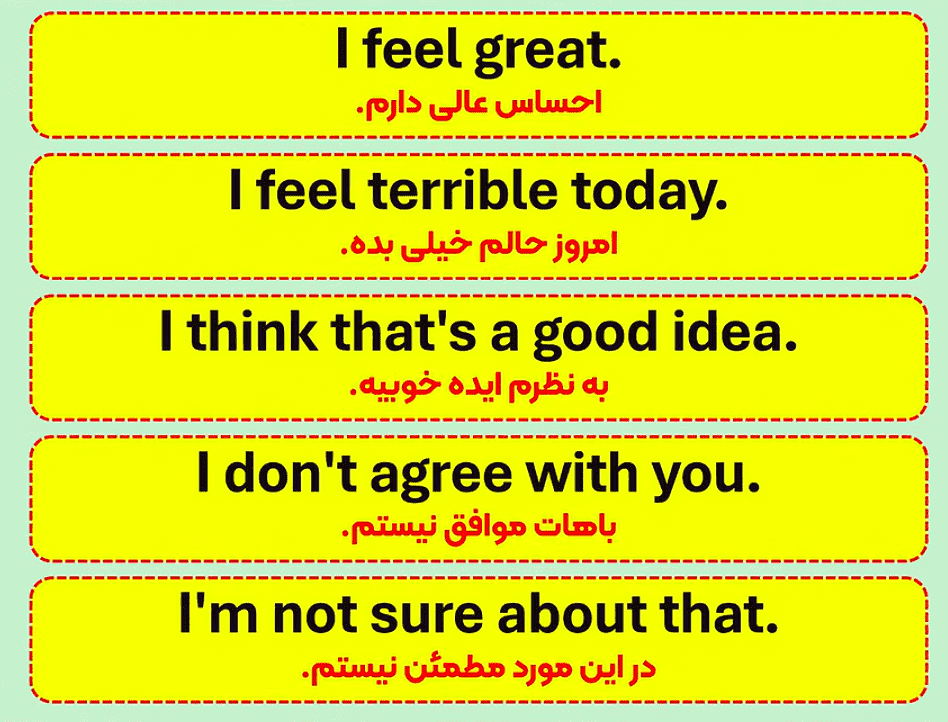 I feel great.
احساس عالی دارم.
I feel terrible today.
امروز حالم خیلی بده.
I think that's a good idea.
به نظرم ایده خوبیه.
I don't agree with you.
باهات موافق نیستم.
I'm not sure about that.
در این مورد مطمئن نیستم.